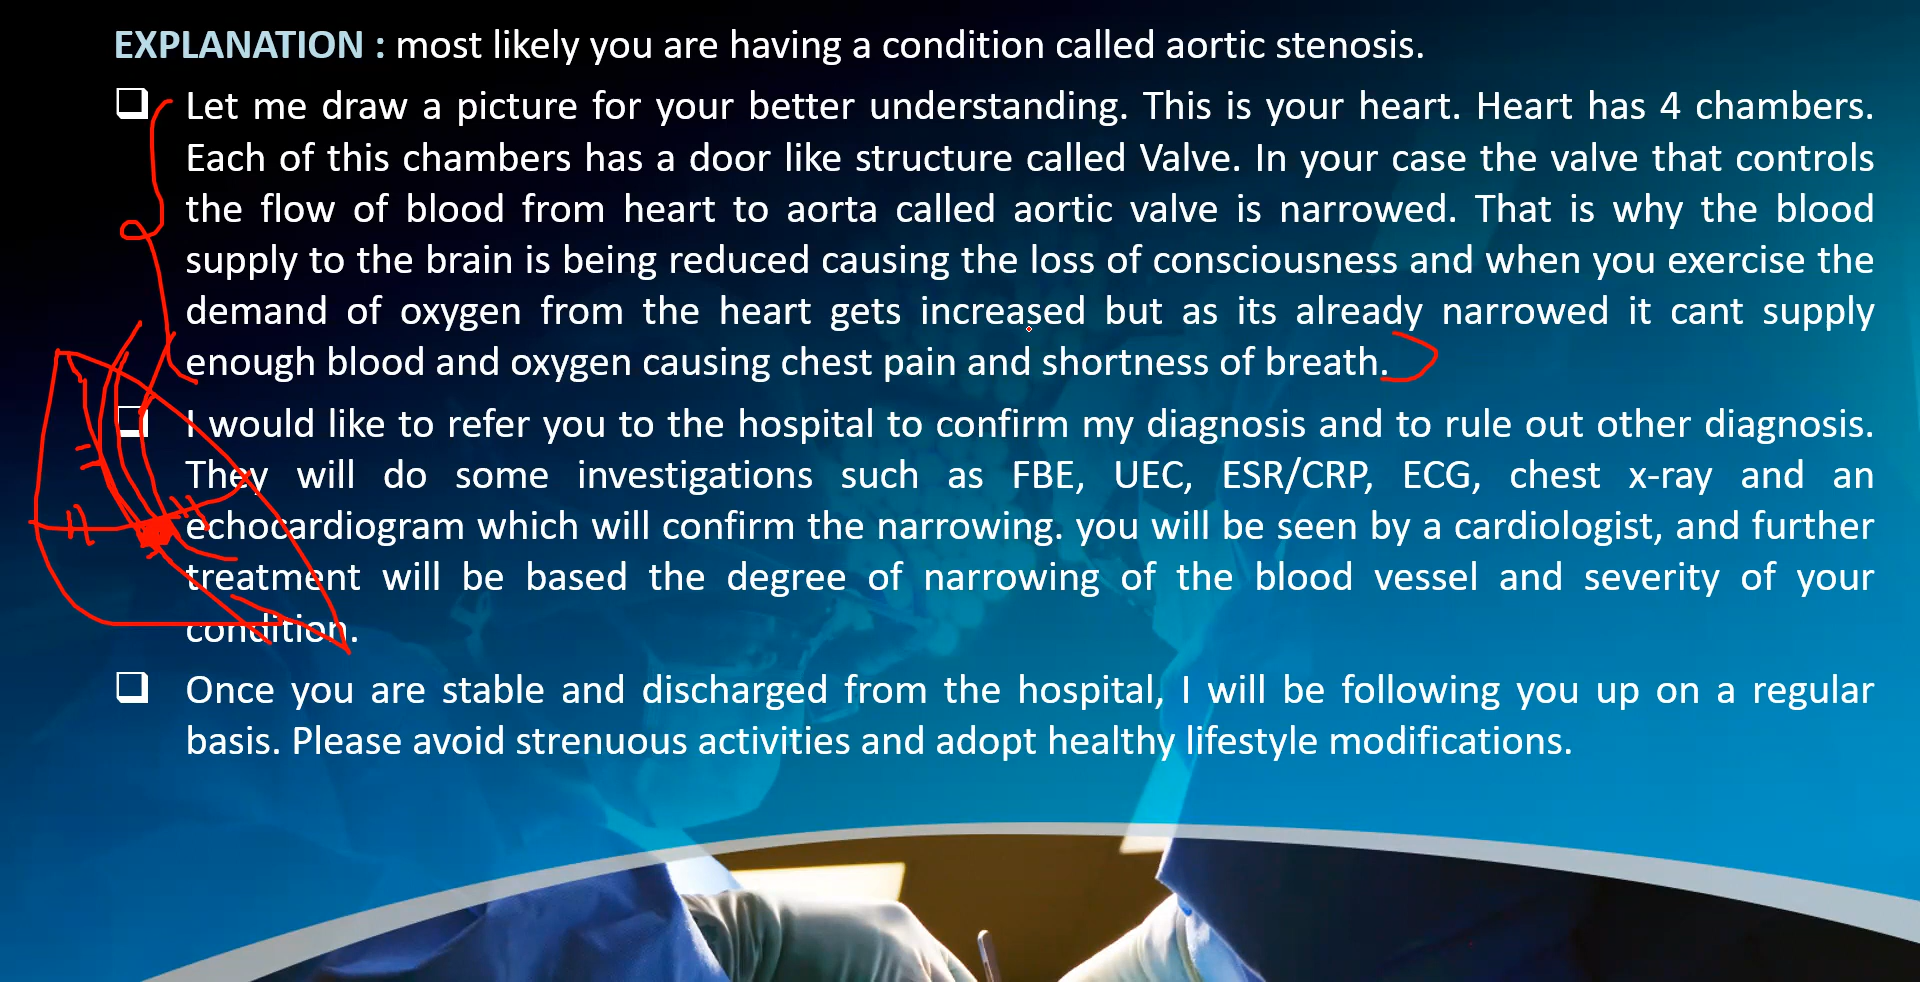 EXPLANATION : most likely you are having a condition called aortic stenosis.
Let me draw a picture for your better understanding. This is your heart. Heart has 4 chambers.
Each of this chambers has a door like structure called Valve. In your case the valve that controls
the flow of blood from heart to aorta called aortic valve is narrowed. That is why the blood
supply to the brain is being reduced causing the loss of consciousness and when you exercise the
demand of oxygen from the heart gets increased but as its already narrowed it cant supply
enough blood and oxygen causing chest pain and shortness of breath.
I would like to refer you to the hospital to confirm my diagnosis and to rule out other diagnosis.
They will do some investigations such as FBE, UEC, ESR/CRP, ECG, chest x-ray and an
echocardiogram which will confirm the narrowing. you will be seen by a cardiologist, and further
treatment will be based the degree of narrowing of the blood vessel and severity of your
condition.
Once you are stable and discharged from the hospital, I will be following you up on a regular
basis. Please avoid strenuous activities and adopt healthy lifestyle modifications.